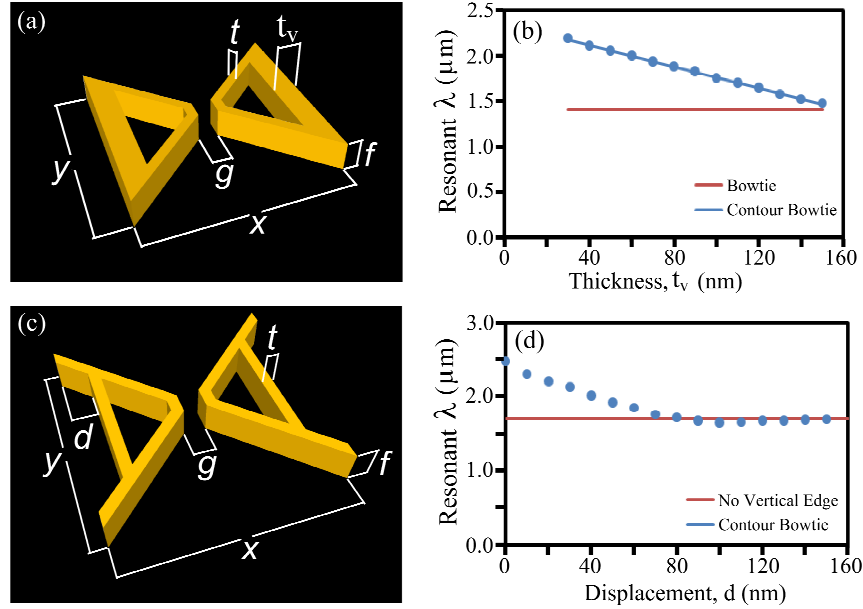 (a)
t
t_v
y
g
f
x
(b)
Resonant λ (μm)
2.5
2.0
1.5
1.0
0.5
0.0
Bowtie
Contour Bowtie
0 40 80 120 160
Thickness, t_v (nm)
(c)
t
d
y
g
f
x
(d)
Resonant λ (μm)
3.0
2.0
1.0
0.0
No Vertical Edge
Contour Bowtie
0 40 80 120 160
Displacement, d (nm)